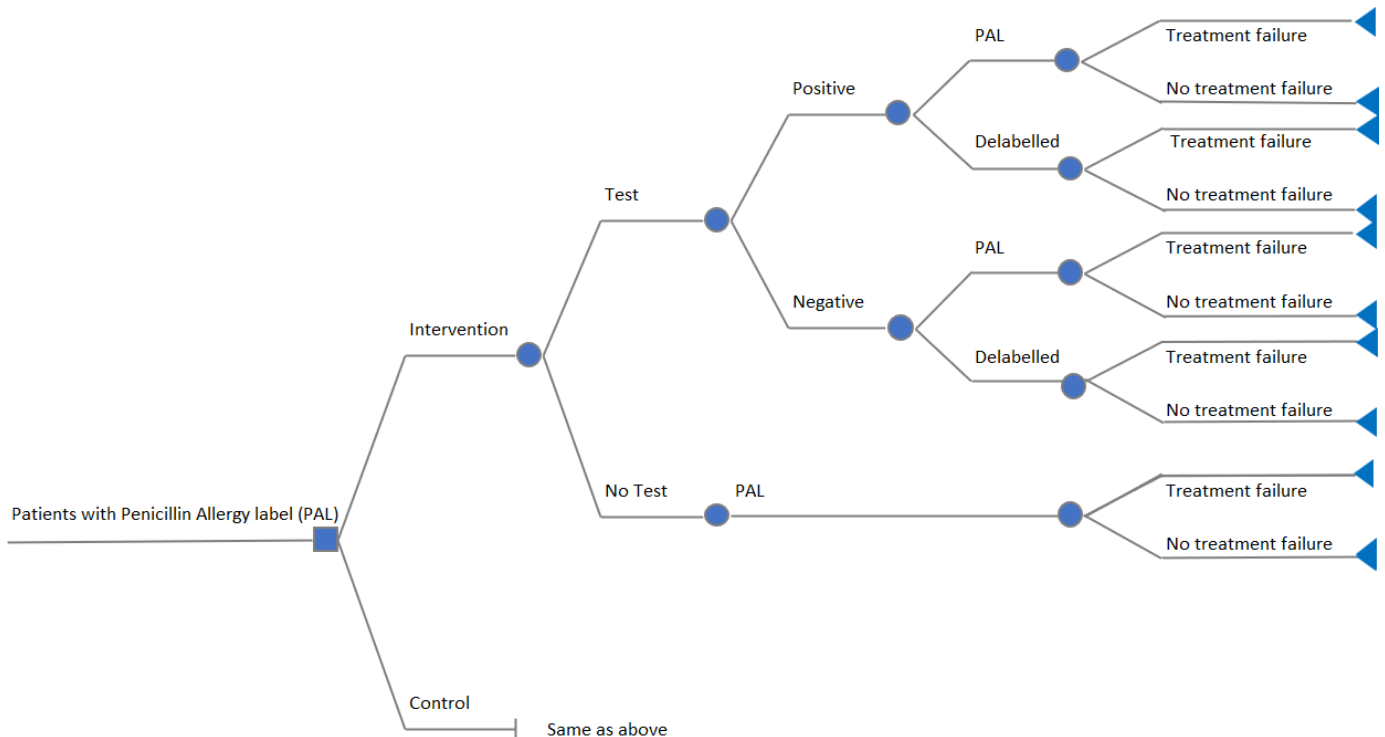 PAL
Treatment failure
No treatment failure
Positive
Delabelled
Treatment failure
No treatment failure
Test
PAL
Treatment failure
No treatment failure
Negative
Delabelled
Treatment failure
No treatment failure
Intervention
No Test
PAL
Treatment failure
No treatment failure
Patients with Penicillin Allergy label (PAL)
Control
Same as above